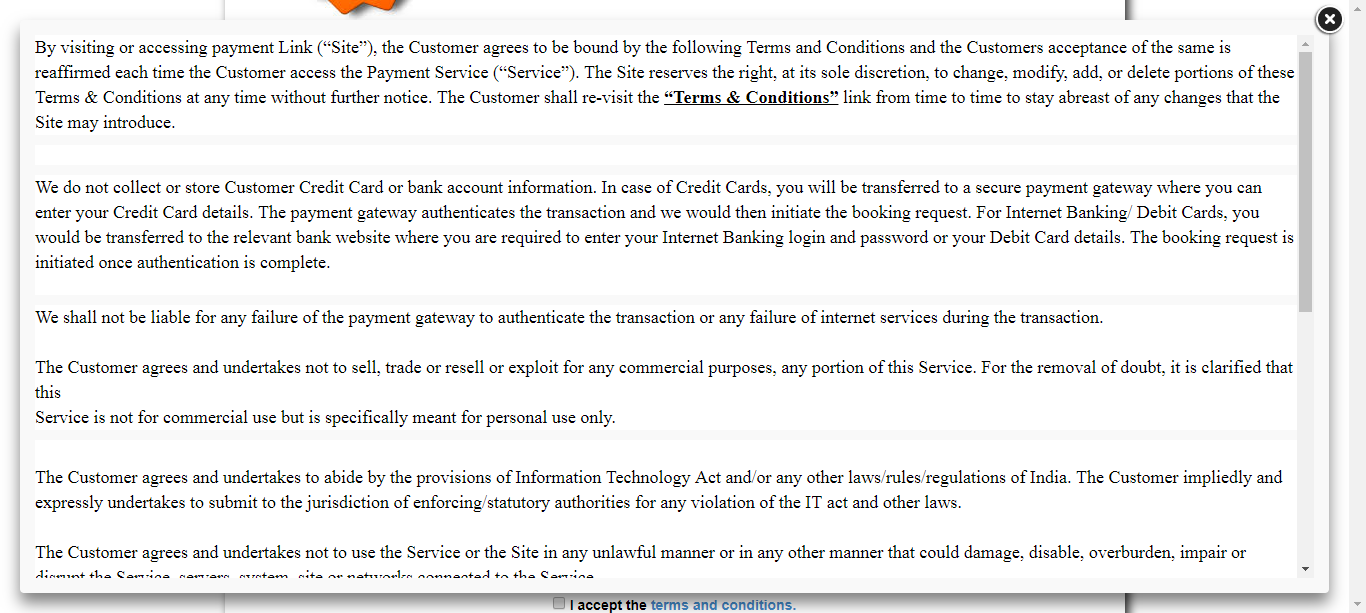 By visiting or accessing payment Link (“Site”), the Customer agrees to be bound by the following Terms and Conditions and the Customers acceptance of the same is
reaffirmed each time the Customer access the Payment Service (“Service”). The Site reserves the right, at its sole discretion, to change, modify, add, or delete portions of these
Terms & Conditions at any time without further notice. The Customer shall re-visit the “Terms & Conditions” link from time to time to stay abreast of any changes that the
Site may introduce.
We do not collect or store Customer Credit Card or bank account information. In case of Credit Cards, you will be transferred to a secure payment gateway where you can
enter your Credit Card details. The payment gateway authenticates the transaction and we would then initiate the booking request. For Internet Banking/ Debit Cards, you
would be transferred to the relevant bank website where you are required to enter your Internet Banking login and password or your Debit Card details. The booking request is
initiated once authentication is complete.
We shall not be liable for any failure of the payment gateway to authenticate the transaction or any failure of internet services during the transaction.
The Customer agrees and undertakes not to sell, trade or resell or exploit for any commercial purposes, any portion of this Service. For the removal of doubt, it is clarified that
this
Service is not for commercial use but is specifically meant for personal use only.
The Customer agrees and undertakes to abide by the provisions of Information Technology Act and/or any other laws/rules/regulations of India. The Customer impliedly and
expressly undertakes to submit to the jurisdiction of enforcing/statutory authorities for any violation of the IT act and other laws.
The Customer agrees and undertakes not to use the Service or the Site in any unlawful manner or in any other manner that could damage, disable, overburden, impair or
disrupt the Service, servers, system, site or networks connected to the Service
I accept the terms and conditions.